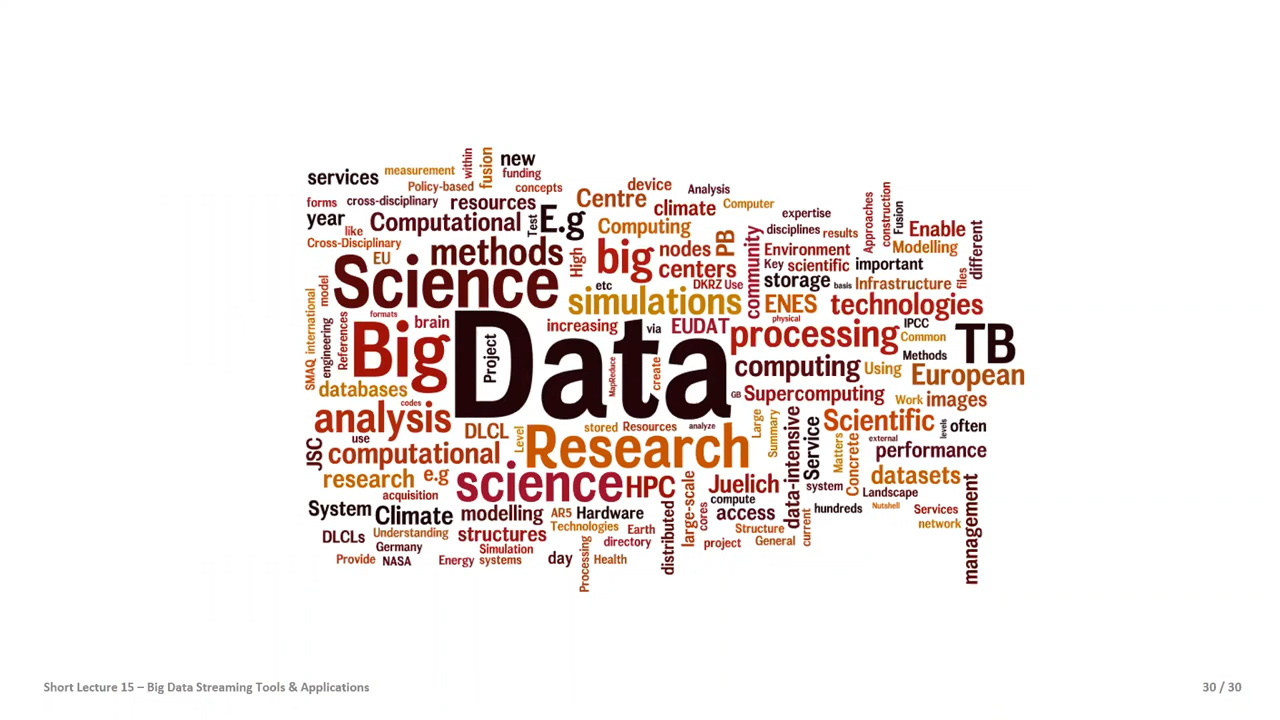 services
measurement
within
fusion
new
funding
Policy-based
concepts
forms
cross-disciplinary
resources
Centre
device
Analysis
year
like
Computational
Test
E.g
climate
Computer
Cross-Disciplinary
EU
methods
High
Computing
big
nodes
PB
centers
community
expertise
disciplines
results
Approaches
construction
Fusion
Enable
Modelling
different
Environment
Key
scientific
important
Science
etc
DKRZ
Use
storage
basis
Infrastructure
files
simulations
ENES
technologies
international
model
formats
brain
increasing
via
EUDAT
physical
processing
IPCC
Common
TB
SMAQ
engineering
References
Big
Data
Project
MapReduce
create
computing
Methods
Using
European
databases
codes
GB
Supercomputing
Work
images
analysis
use
DLCL
Level
stored
Resources
analyze
Large
Summary
data-intensive
Service
Scientific
Matters
Concrete
external
levels
often
performance
JSC
computational
Research
research
e.g
acquisition
science
HPC
large-scale
cores
Juelich
compute
access
system
datasets
Landscape
hundreds
Nutshell
Services
network
management
System
Climate
modelling
AR5
Hardware
Technologies
Earth
directory
distributed
project
Structure
General
current
DLCLs
Understanding
structures
Germany
Simulation
Provide
NASA
Energy
systems
day
Processing
Health
Short Lecture 15 – Big Data Streaming Tools & Applications
30 / 30